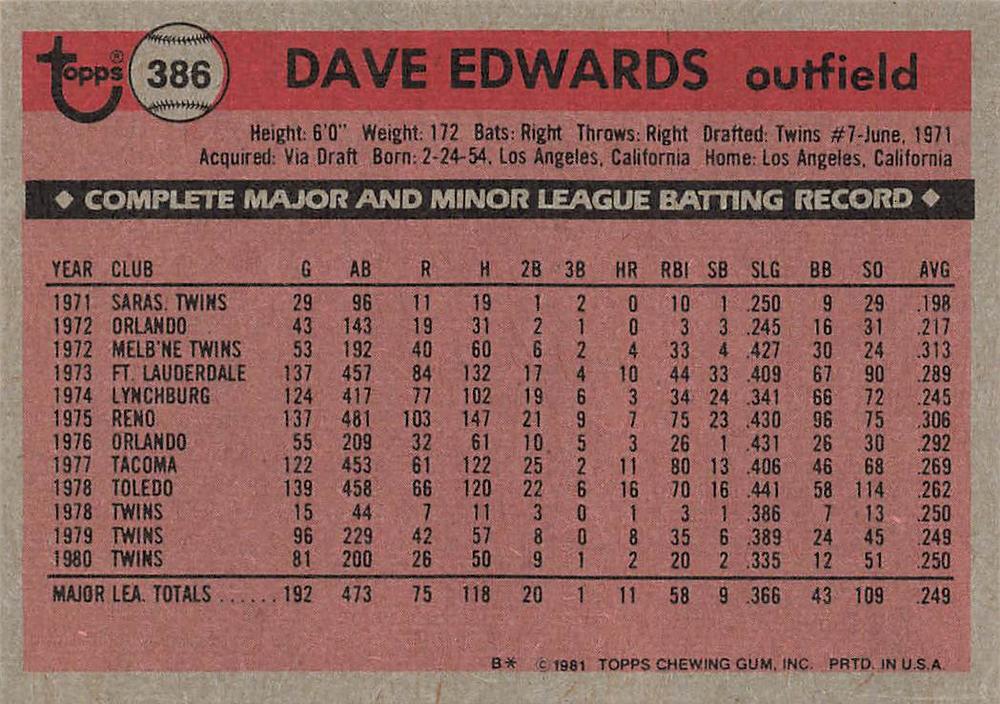 topps® 386 DAVE EDWARDS outfield
Height: 6'0" Weight: 172 Bats: Right Throws: Right Drafted: Twins #7-June, 1971
Acquired: Via Draft Born: 2-24-54, Los Angeles, California Home: Los Angeles, California
◆ COMPLETE MAJOR AND MINOR LEAGUE BATTING RECORD ◆
YEAR CLUB G AB R H 2B 3B HR RBI SB SLG BB SO AVG
1971 SARAS. TWINS 29 96 11 19 1 2 0 10 1 .250 9 29 .198
1972 ORLANDO 43 143 19 31 2 1 0 3 3 .245 16 31 .217
1972 MELB'NE TWINS 53 192 40 60 6 2 4 33 4 .427 30 24 .313
1973 FT. LAUDERDALE 137 457 84 132 17 4 10 44 33 .409 67 90 .289
1974 LYNCHBURG 124 417 77 102 19 6 3 34 24 .341 66 72 .245
1975 RENO 137 481 103 147 21 9 7 75 23 .430 96 75 .306
1976 ORLANDO 55 209 32 61 10 5 3 26 1 .431 26 30 .292
1977 TACOMA 122 453 61 122 25 2 11 80 13 .406 46 68 .269
1978 TOLEDO 139 458 66 120 22 6 16 70 16 .441 58 114 .262
1978 TWINS 15 44 7 11 3 0 1 3 1 .386 7 13 .250
1979 TWINS 96 229 42 57 8 0 8 35 6 .389 24 45 .249
1980 TWINS 81 200 26 50 9 1 2 20 2 .335 12 51 .250
MAJOR LEA. TOTALS ...... 192 473 75 118 20 1 11 58 9 .366 43 109 .249
B* © 1981 TOPPS CHEWING GUM, INC. PRTD. IN U.S.A.